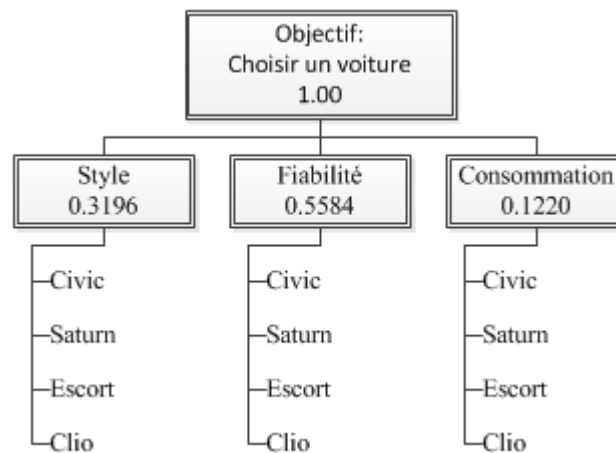 Objectif:
Choisir un voiture
1.00
Style
0.3196
Fiabilité
0.5584
Consommation
0.1220
Civic
Saturn
Escort
Clio
Civic
Saturn
Escort
Clio
Civic
Saturn
Escort
Clio